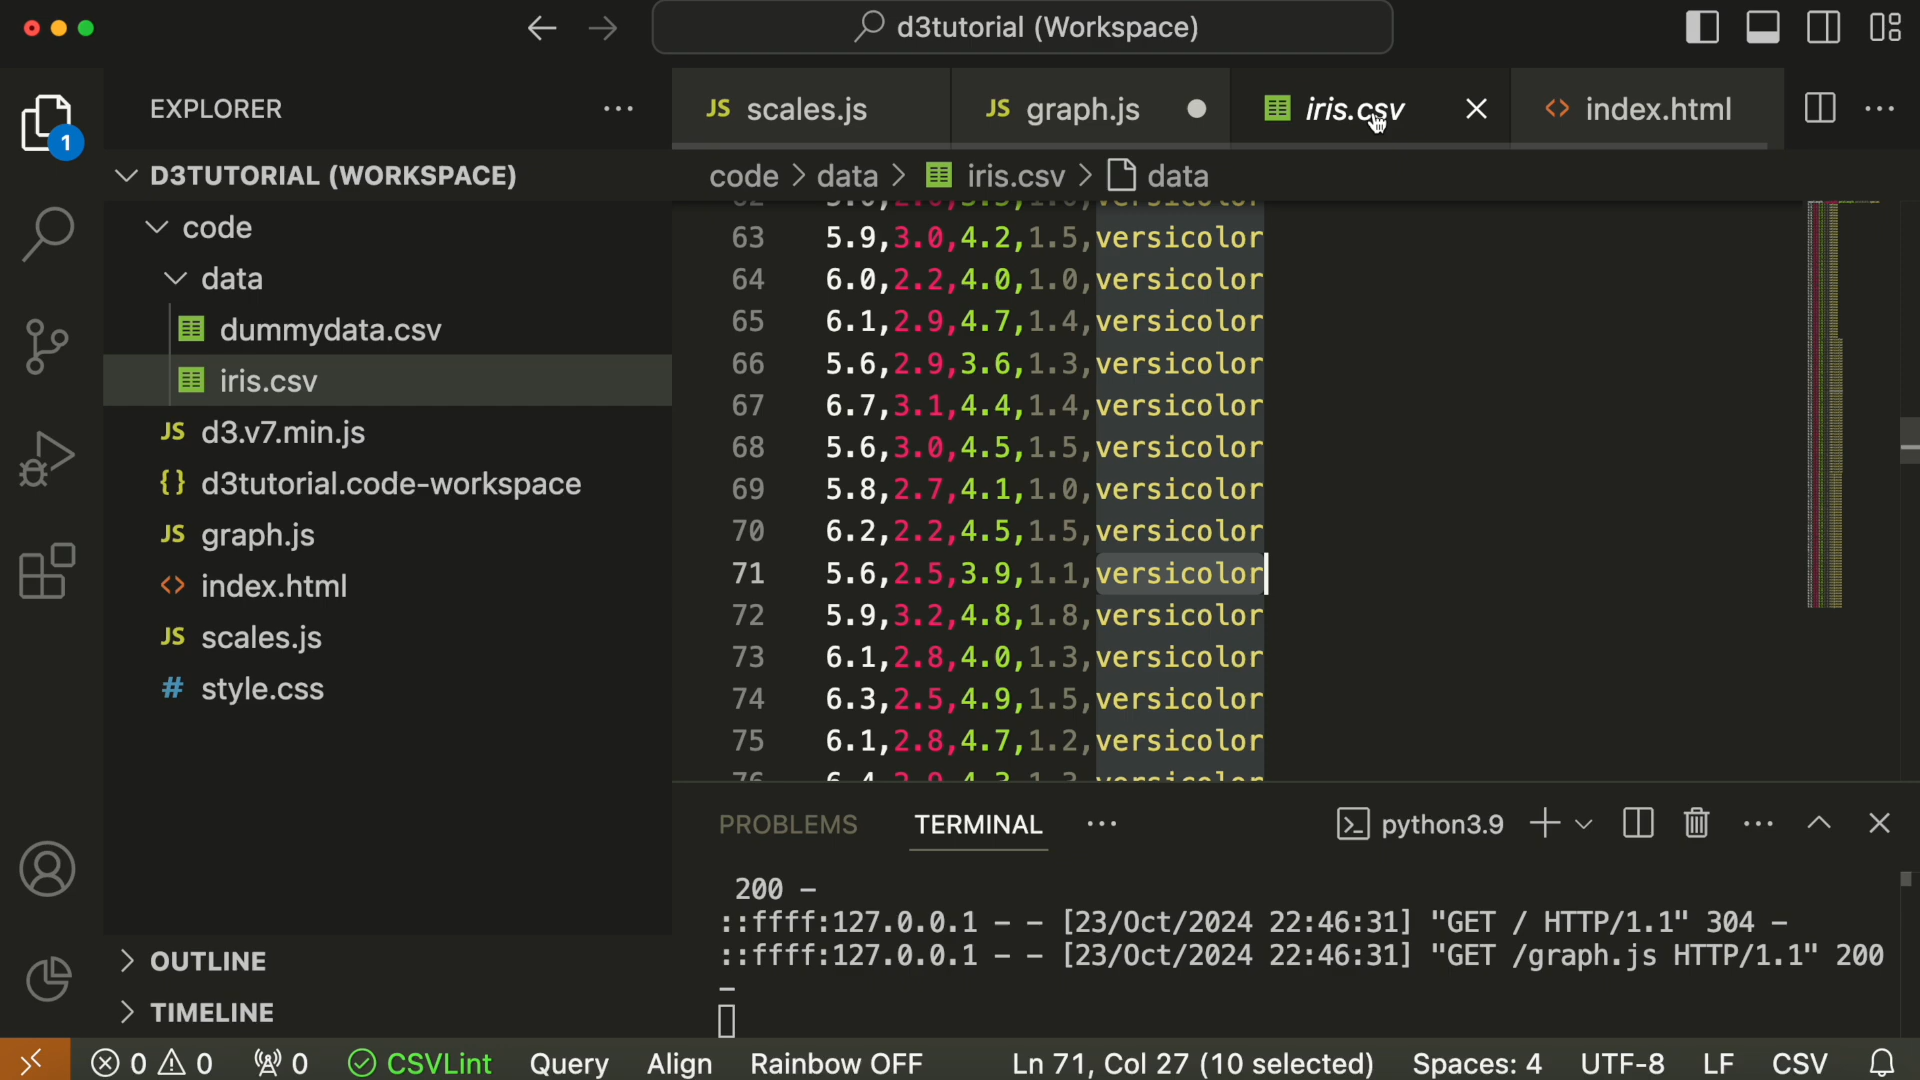 d3tutorial (Workspace)
EXPLORER
JS scales.js
JS graph.js
iris.csv
<> index.html
1
D3TUTORIAL (WORKSPACE)
code > data > iris.csv > data
code
data
dummydata.csv
iris.csv
JS d3.v7.min.js
{} d3tutorial.code-workspace
JS graph.js
<> index.html
JS scales.js
# style.css
63 5.9,3.0,4.2,1.5,versicolor
64 6.0,2.2,4.0,1.0,versicolor
65 6.1,2.9,4.7,1.4,versicolor
66 5.6,2.9,3.6,1.3,versicolor
67 6.7,3.1,4.4,1.4,versicolor
68 5.6,3.0,4.5,1.5,versicolor
69 5.8,2.7,4.1,1.0,versicolor
70 6.2,2.2,4.5,1.5,versicolor
71 5.6,2.5,3.9,1.1,versicolor
72 5.9,3.2,4.8,1.8,versicolor
73 6.1,2.8,4.0,1.3,versicolor
74 6.3,2.5,4.9,1.5,versicolor
75 6.1,2.8,4.7,1.2,versicolor
PROBLEMS
TERMINAL
python3.9
200 -
::ffff:127.0.0.1 - - [23/Oct/2024 22:46:31] "GET / HTTP/1.1" 304 -
::ffff:127.0.0.1 - - [23/Oct/2024 22:46:31] "GET /graph.js HTTP/1.1" 200
-
OUTLINE
TIMELINE
0 0 0 CSVLint Query Align Rainbow OFF Ln 71, Col 27 (10 selected) Spaces: 4 UTF-8 LF CSV